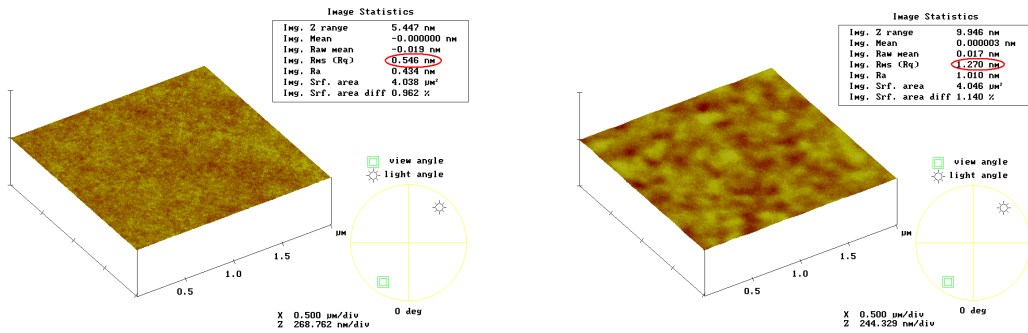 Image Statistics
Img. Z range 5.447 nm
Img. Mean -0.000000 nm
Img. Raw mean -0.019 nm
Img. Rms (Rq) 0.546 nm
Img. Ra 0.434 nm
Img. Srf. area 4.038 µm²
Img. Srf. area diff 0.962 %
view angle
light angle
µm
1.5
1.0
0.5
0 deg
X 0.500 µm/div
Z 268.762 nm/div
Image Statistics
Img. Z range 9.946 nm
Img. Mean 0.000003 nm
Img. Raw mean 0.017 nm
Img. Rms (Rq) 1.270 nm
Img. Ra 1.010 nm
Img. Srf. area 4.046 µm²
Img. Srf. area diff 1.140 %
view angle
light angle
µm
1.5
1.0
0.5
0 deg
X 0.500 µm/div
Z 244.329 nm/div